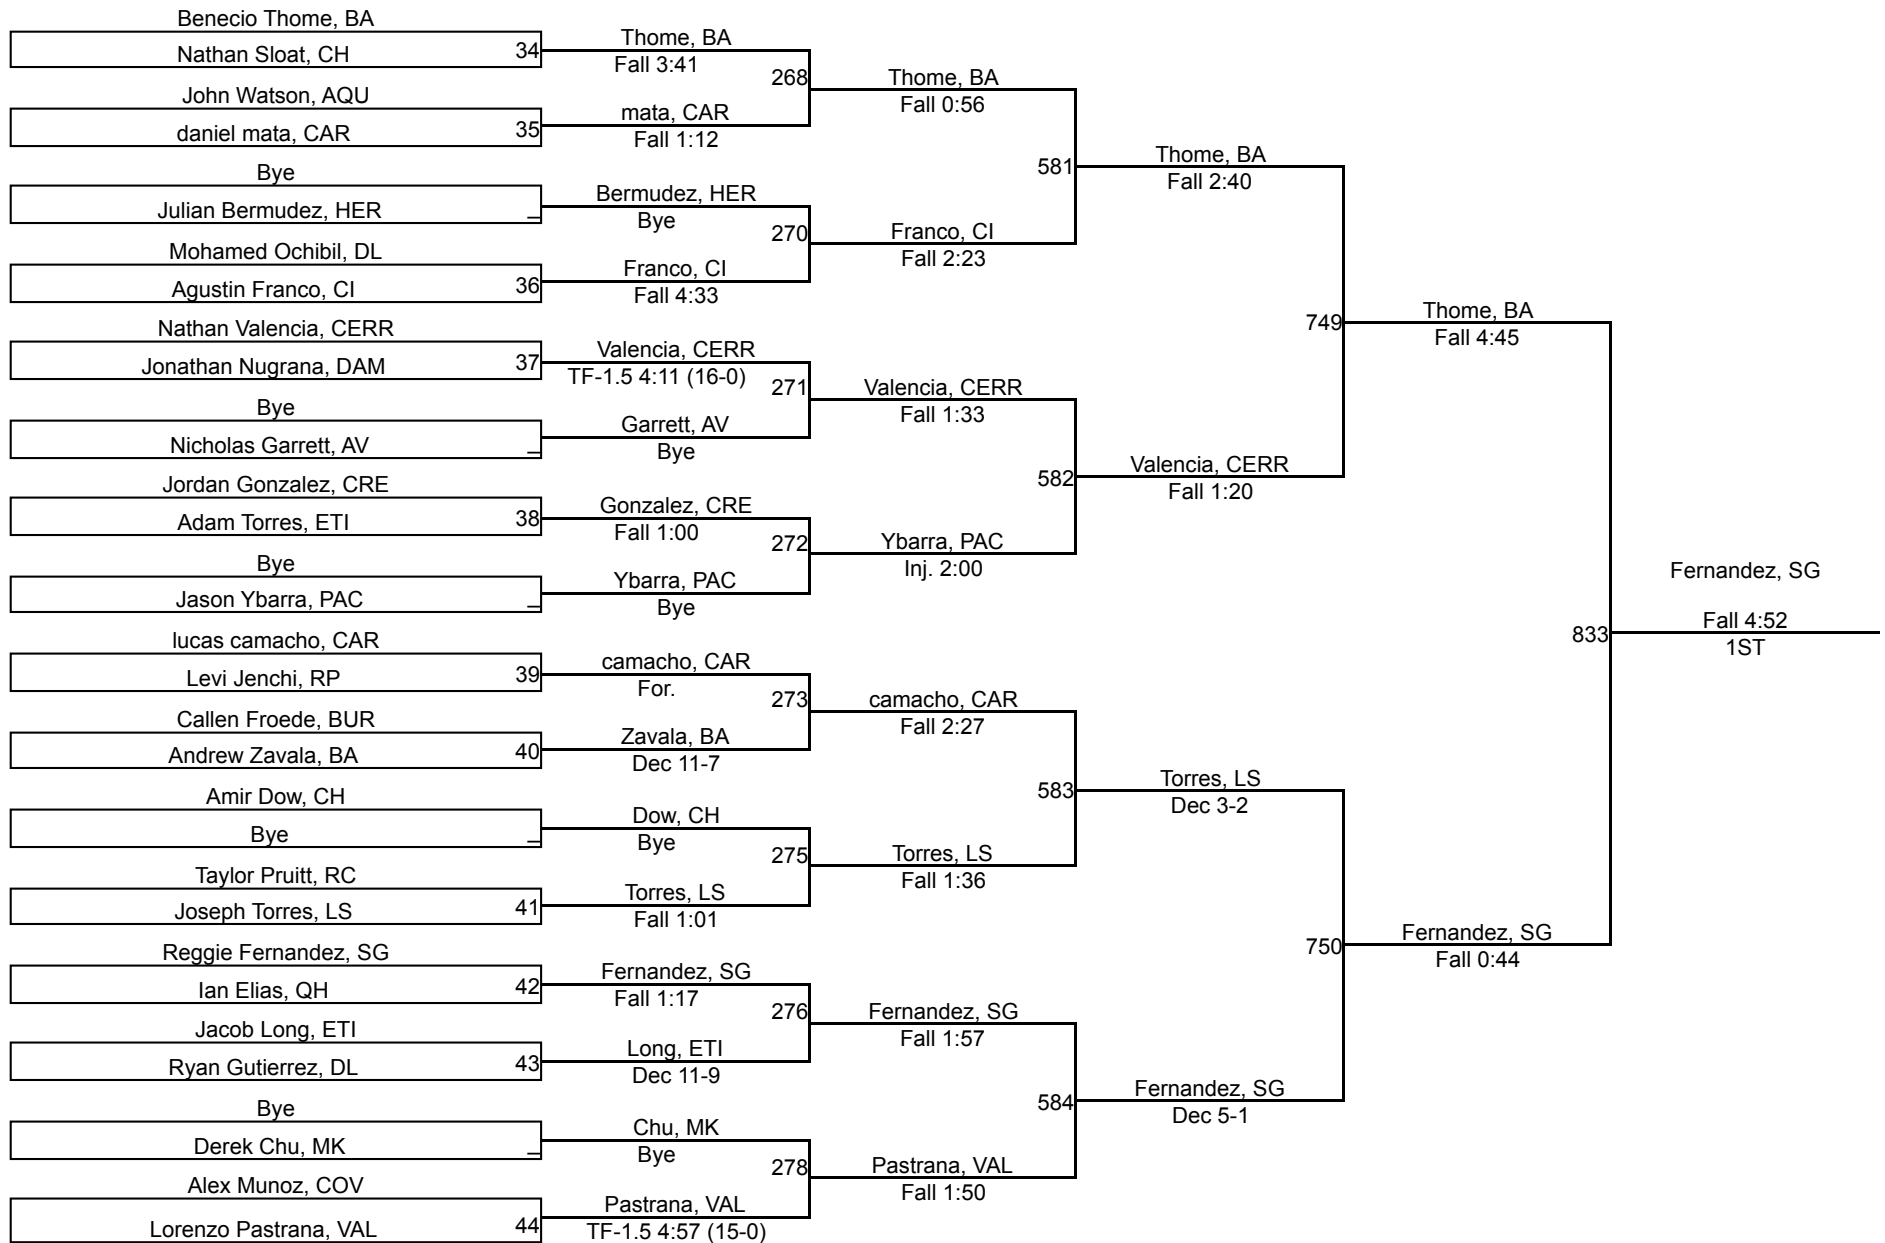 Benecio Thome, BA
Nathan Sloat, CH
34
John Watson, AQU
daniel mata, CAR
35
Bye
Julian Bermudez, HER
_
Mohamed Ochibil, DL
Agustin Franco, CI
36
Nathan Valencia, CERR
Jonathan Nugrana, DAM
37
Bye
Nicholas Garrett, AV
_
Jordan Gonzalez, CRE
Adam Torres, ETI
38
Bye
Jason Ybarra, PAC
_
lucas camacho, CAR
Levi Jenchi, RP
39
Callen Froede, BUR
Andrew Zavala, BA
40
Amir Dow, CH
Bye
_
Taylor Pruitt, RC
Joseph Torres, LS
41
Reggie Fernandez, SG
Ian Elias, QH
42
Jacob Long, ETI
Ryan Gutierrez, DL
43
Bye
Derek Chu, MK
_
Alex Munoz, COV
Lorenzo Pastrana, VAL
44
Thome, BA
Fall 3:41
268
mata, CAR
Fall 1:12
Bermudez, HER
Bye
270
Franco, CI
Fall 4:33
Valencia, CERR
TF-1.5 4:11 (16-0)
271
Garrett, AV
Bye
Gonzalez, CRE
Fall 1:00
272
Ybarra, PAC
Bye
camacho, CAR
For.
273
Zavala, BA
Dec 11-7
Dow, CH
Bye
275
Torres, LS
Fall 1:01
Fernandez, SG
Fall 1:17
276
Long, ETI
Dec 11-9
Chu, MK
Bye
278
Pastrana, VAL
TF-1.5 4:57 (15-0)
Thome, BA
Fall 0:56
581
Franco, CI
Fall 2:23
Valencia, CERR
Fall 1:33
582
Ybarra, PAC
Inj. 2:00
camacho, CAR
Fall 2:27
583
Torres, LS
Fall 1:36
Fernandez, SG
Fall 1:57
584
Pastrana, VAL
Fall 1:50
Thome, BA
Fall 2:40
749
Valencia, CERR
Fall 1:20
Torres, LS
Dec 3-2
750
Fernandez, SG
Dec 5-1
Thome, BA
Fall 4:45
833
Fernandez, SG
Fall 0:44
Fernandez, SG
Fall 4:52
1ST